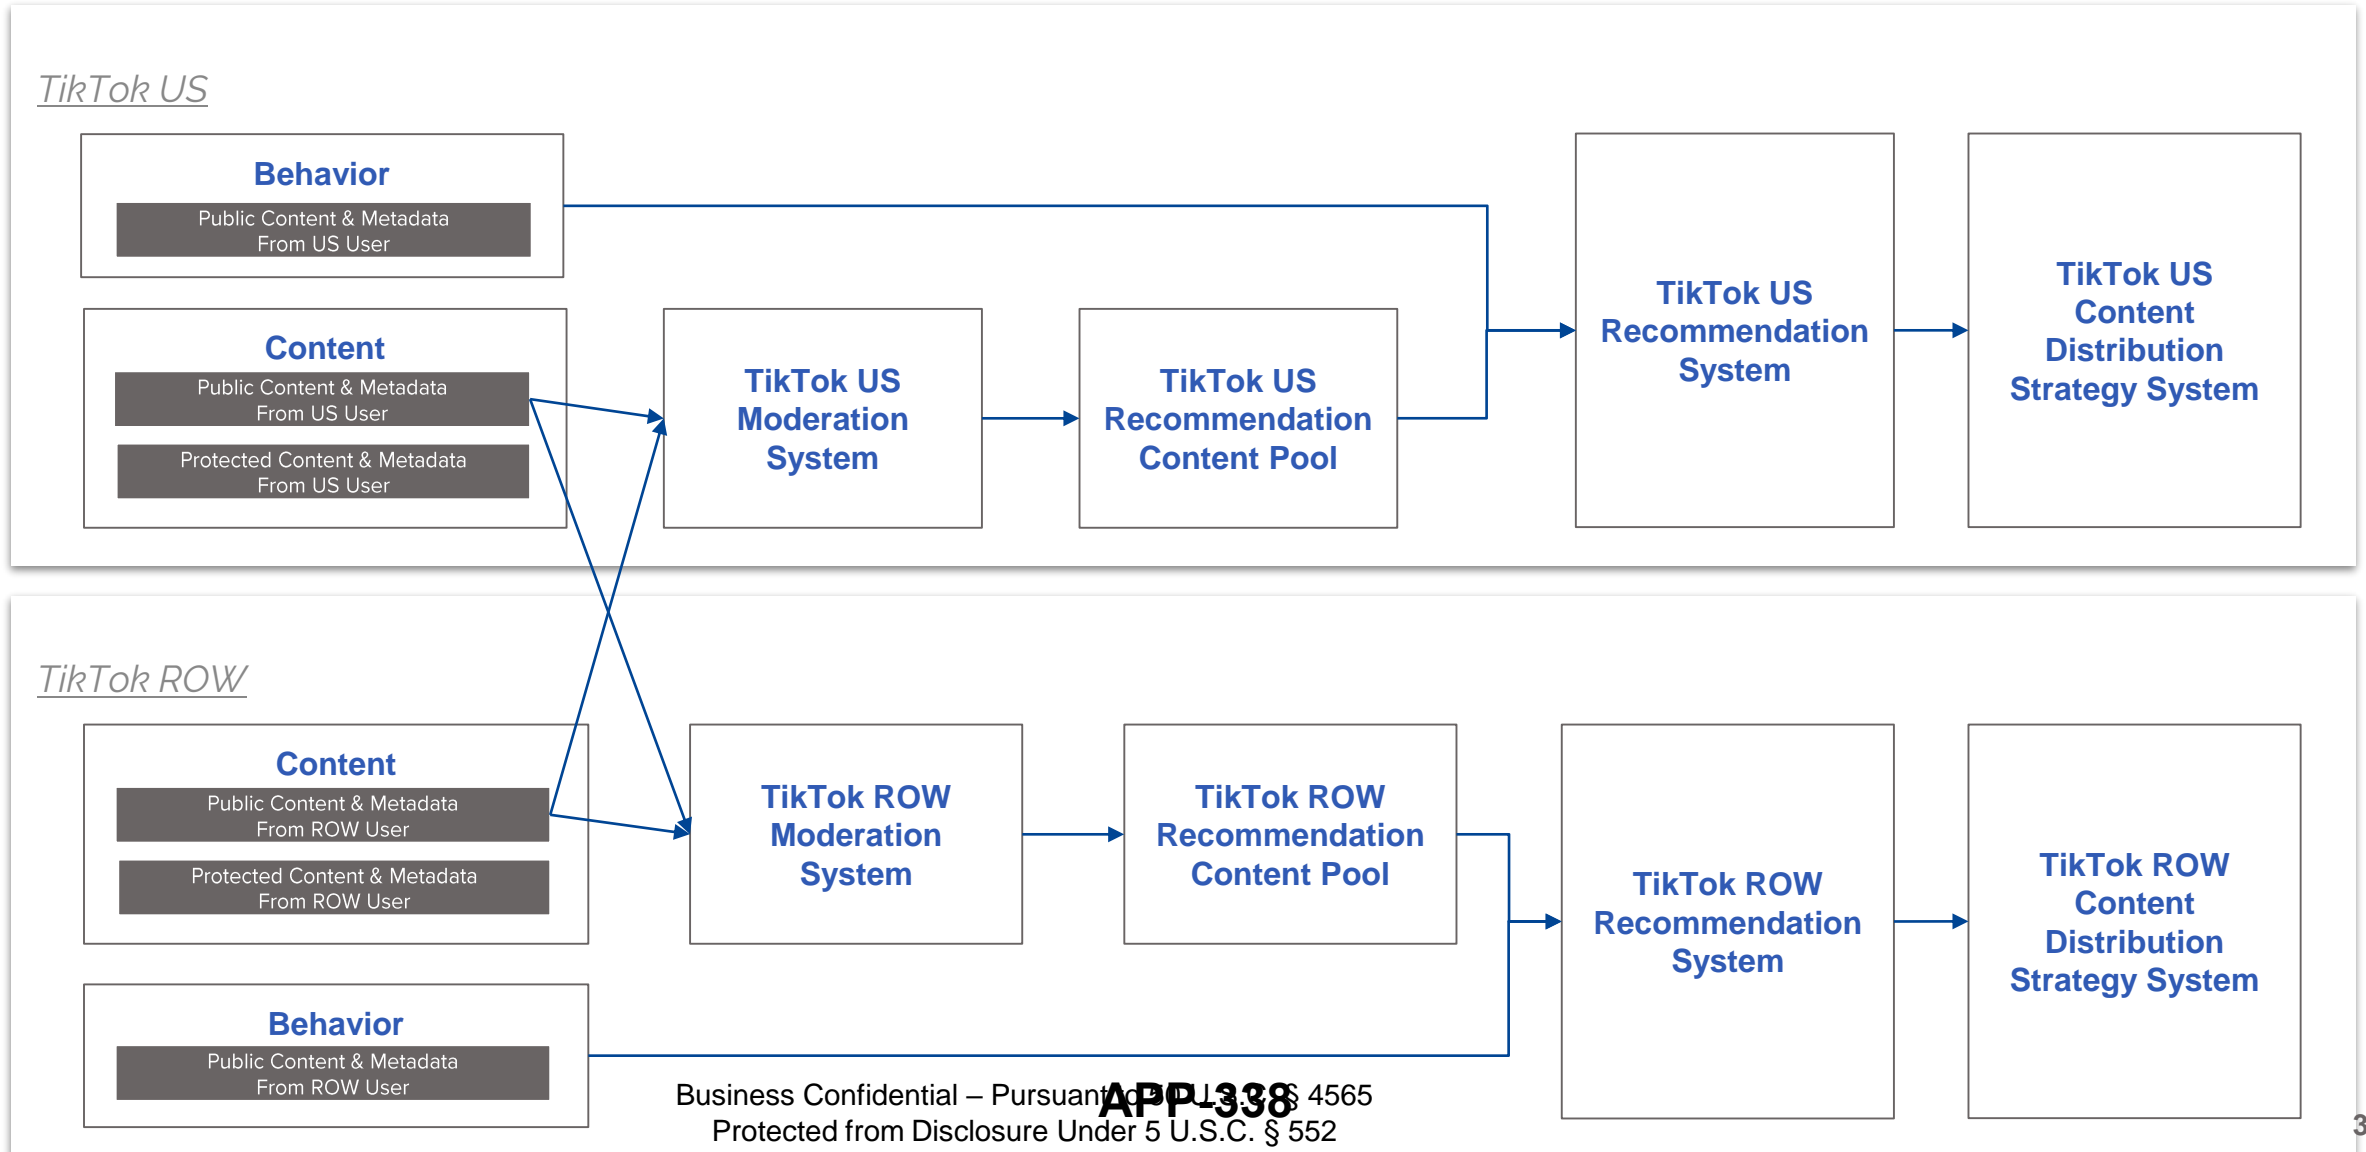 TikTok US
Behavior
Public Content & Metadata
From US User
Content
Public Content & Metadata
From US User
Protected Content & Metadata
From US User
TikTok US
Moderation
System
TikTok US
Recommendation
Content Pool
TikTok US
Recommendation
System
TikTok US
Content
Distribution
Strategy System
TikTok ROW
Content
Public Content & Metadata
From ROW User
Protected Content & Metadata
From ROW User
Behavior
Public Content & Metadata
From ROW User
TikTok ROW
Moderation
System
TikTok ROW
Recommendation
Content Pool
TikTok ROW
Recommendation
System
TikTok ROW
Content
Distribution
Strategy System
Business Confidential – Pursuant to 50 U.S.C. § 4565
APP-338
Protected from Disclosure Under 5 U.S.C. § 552
3